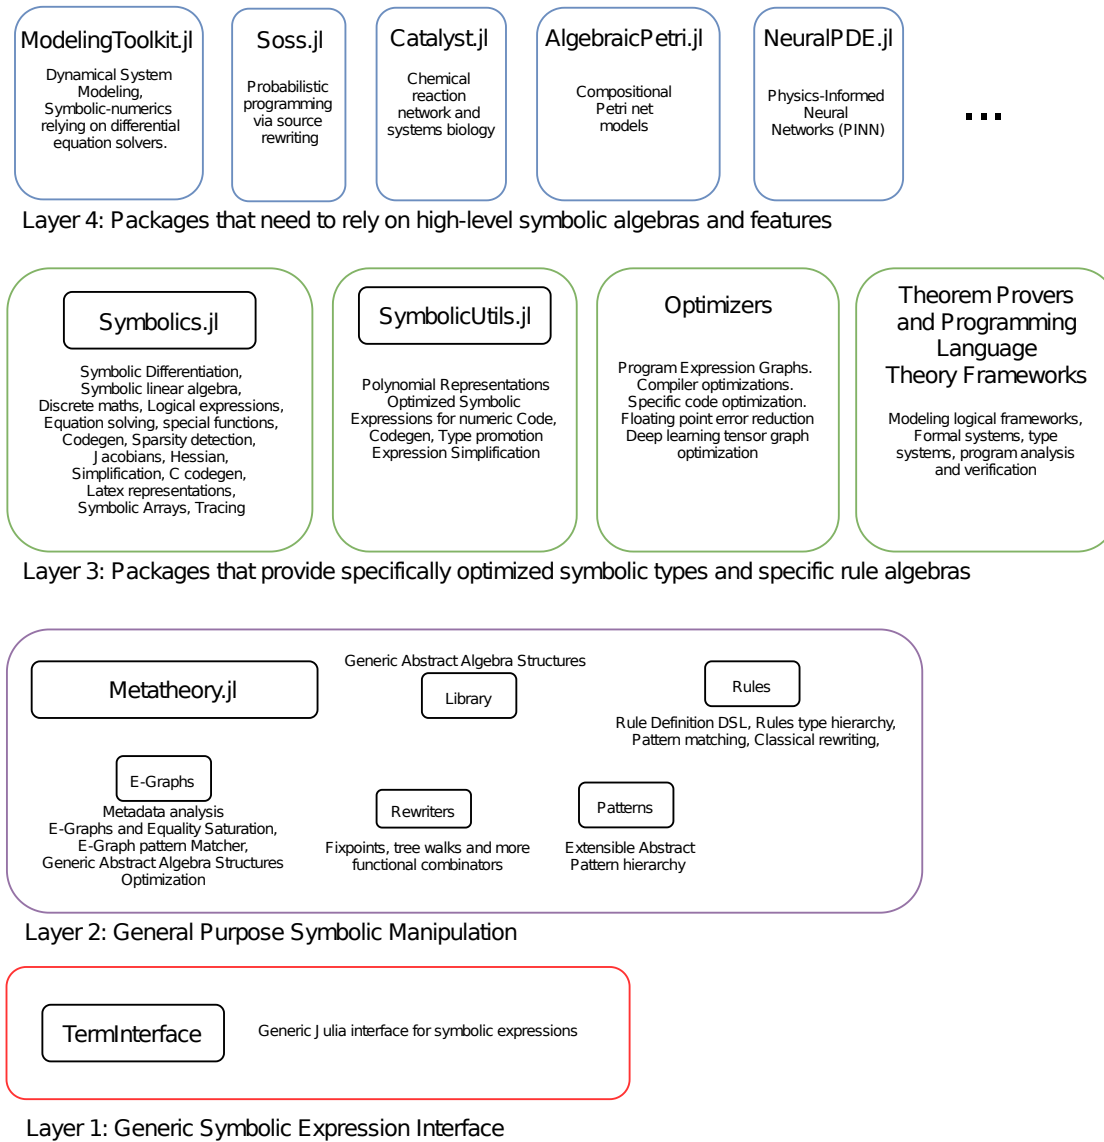 ModelingToolkit.jl
Dynamical System
Modeling,
Symbolic-numerics
relying on differential
equation solvers.
Soss.jl
Probabilistic
programming
via source
rewriting
Catalyst.jl
Chemical
reaction
network and
systems biology
AlgebraicPetri.jl
Compositional
Petri net
models
NeuralPDE.jl
Physics-Informed
Neural
Networks (PINN)
...
Layer 4: Packages that need to rely on high-level symbolic algebras and features
Symbolics.jl
Symbolic Differentiation,
Symbolic linear algebra,
Discrete maths, Logical expressions,
Equation solving, special functions,
Codegen, Sparsity detection,
Jacobians, Hessian,
Simplification, C codegen,
Latex representations,
Symbolic Arrays, Tracing
SymbolicUtils.jl
Polynomial Representations
Optimized Symbolic
Expressions for numeric Code,
Codegen, Type promotion
Expression Simplification
Optimizers
Program Expression Graphs.
Compiler optimizations.
Specific code optimization.
Floating point error reduction
Deep learning tensor graph
optimization
Theorem Provers
and Programming
Language
Theory Frameworks
Modeling logical frameworks,
Formal systems, type
systems, program analysis
and verification
Layer 3: Packages that provide specifically optimized symbolic types and specific rule algebras
Metatheory.jl
Generic Abstract Algebra Structures
Library
Rules
Rule Definition DSL, Rules type hierarchy,
Pattern matching, Classical rewriting,
E-Graphs
Metadata analysis
E-Graphs and Equality Saturation,
E-Graph pattern Matcher,
Generic Abstract Algebra Structures
Optimization
Rewriters
Fixpoints, tree walks and more
functional combinators
Patterns
Extensible Abstract
Pattern hierarchy
Layer 2: General Purpose Symbolic Manipulation
TermInterface
Generic Julia interface for symbolic expressions
Layer 1: Generic Symbolic Expression Interface